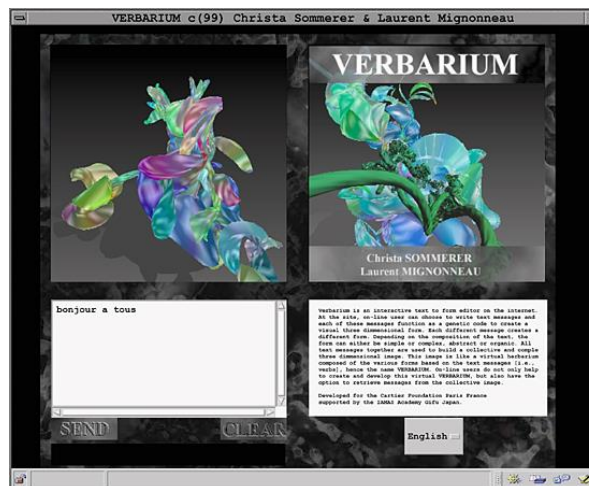 VERBARIUM c(99) Christa Sommerer & Laurent Mignonneau
VERBARIUM
Christa SOMMERER
Laurent MIGNONNEAU
bonjour a tous
SEND
CLEAR
Verbarium is an interactive text to form editor on the internet.
At the site, on-line user can choose to write text messages and
each of these messages function as a genetic code to create a
visual three dimensional form. Each different message creates a
different form. Depending on the composition of the text, the
form can either be simple or complex, abstract or organic. All
text messages together are used to build a collective and comple
three dimensional image. This image is like a virtual herbarium
composed of the various forms based on the text messages [i.e..
verbs], hence the name VERBARIUM. On-line users do not only help
to create and develop this virtual VERBARIUM, but also have the
option to retrieve messages from the collective image.
Developed for the Cartier Foundation Paris France
supported by the IAMAS Academy Gifu Japan.
English